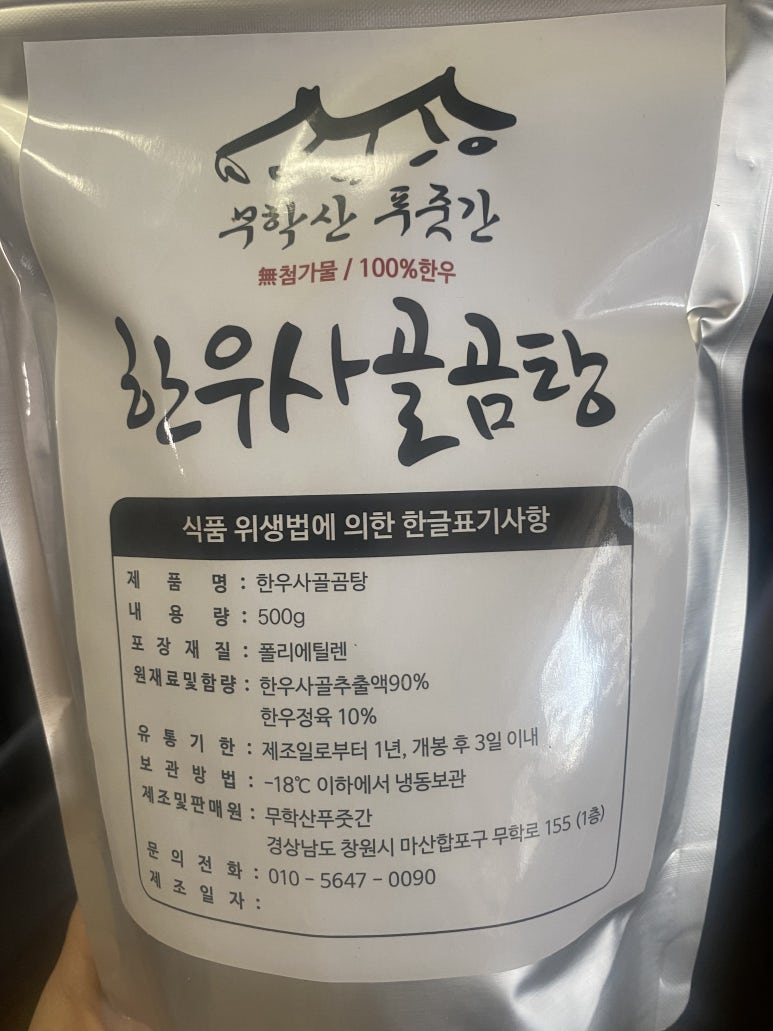 무학산 푸줏간
無첨가물 / 100%한우
한우사골곰탕
식품 위생법에 의한 한글표기사항
제 품 명 : 한우사골곰탕
내 용 량 : 500g
포 장 재 질 : 폴리에틸렌
원재료및함량 : 한우사골추출액90%
한우정육 10%
유 통 기 한 : 제조일로부터 1년, 개봉 후 3일 이내
보 관 방 법 : -18℃ 이하에서 냉동보관
제조및판매원 : 무학산푸줏간
경상남도 창원시 마산합포구 무학로 155 (1층)
문 의 전 화 : 010 - 5647 - 0090
제 조 일 자 :